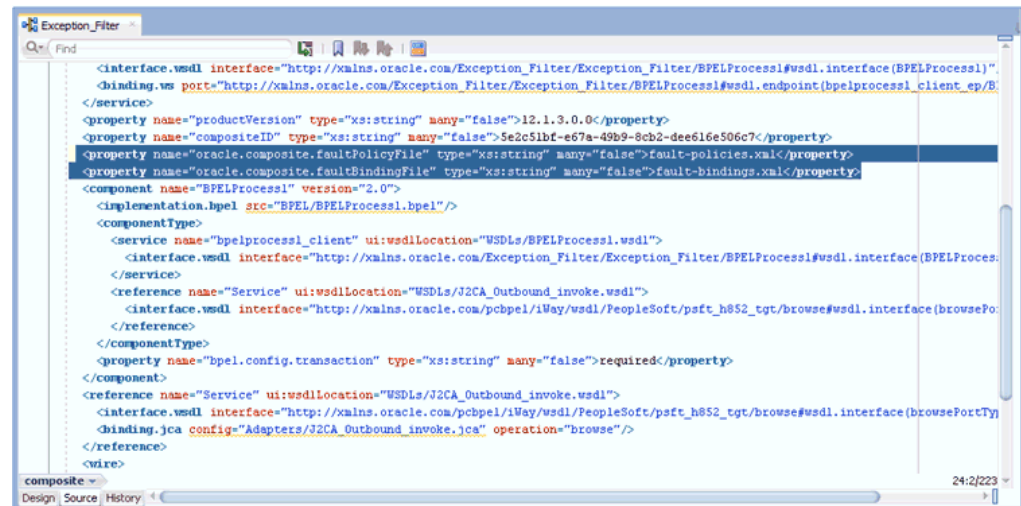 Exception_Filter
Find
<interface.wsdl interface="http://xmlns.oracle.com/Exception_Filter/Exception_Filter/BPELProcess1#wsdl.interface(BPELProcess1)"
<binding.ws port="http://xmlns.oracle.com/Exception_Filter/Exception_Filter/BPELProcess1#wsdl.endpoint(bpelprocess1_client_ep/B
</service>
<property name="productVersion" type="xs:string" many="false">12.1.3.0.0</property>
<property name="compositeID" type="xs:string" many="false">5e2c51bf-e67a-49b9-8cb2-dee616e506c7</property>
<property name="oracle.composite.faultPolicyFile" type="xs:string" many="false">fault-policies.xml</property>
<property name="oracle.composite.faultBindingFile" type="xs:string" many="false">fault-bindings.xml</property>
<component name="BPELProcess1" version="2.0">
<implementation.bpel src="BPEL/BPELProcess1.bpel"/>
<componentType>
<service name="bpelprocess1_client" ui:wsdlLocation="WSDLs/BPELProcess1.wsdl">
<interface.wsdl interface="http://xmlns.oracle.com/Exception_Filter/Exception_Filter/BPELProcess1#wsdl.interface(BPELProces
</service>
<reference name="Service" ui:wsdlLocation="WSDLs/J2CA_Outbound_invoke.wsdl">
<interface.wsdl interface="http://xmlns.oracle.com/pcbpel/iWay/wsdl/PeopleSoft/psft_h852_tgt/browse#wsdl.interface(browsePo
</reference>
</componentType>
<property name="bpel.config.transaction" type="xs:string" many="false">required</property>
</component>
<reference name="Service" ui:wsdlLocation="WSDLs/J2CA_Outbound_invoke.wsdl">
<interface.wsdl interface="http://xmlns.oracle.com/pcbpel/iWay/wsdl/PeopleSoft/psft_h852_tgt/browse#wsdl.interface(browsePortTyp
<binding.jca config="Adapters/J2CA_Outbound_invoke.jca" operation="browse"/>
</reference>
<wire>
composite 24:2/223
Design Source History